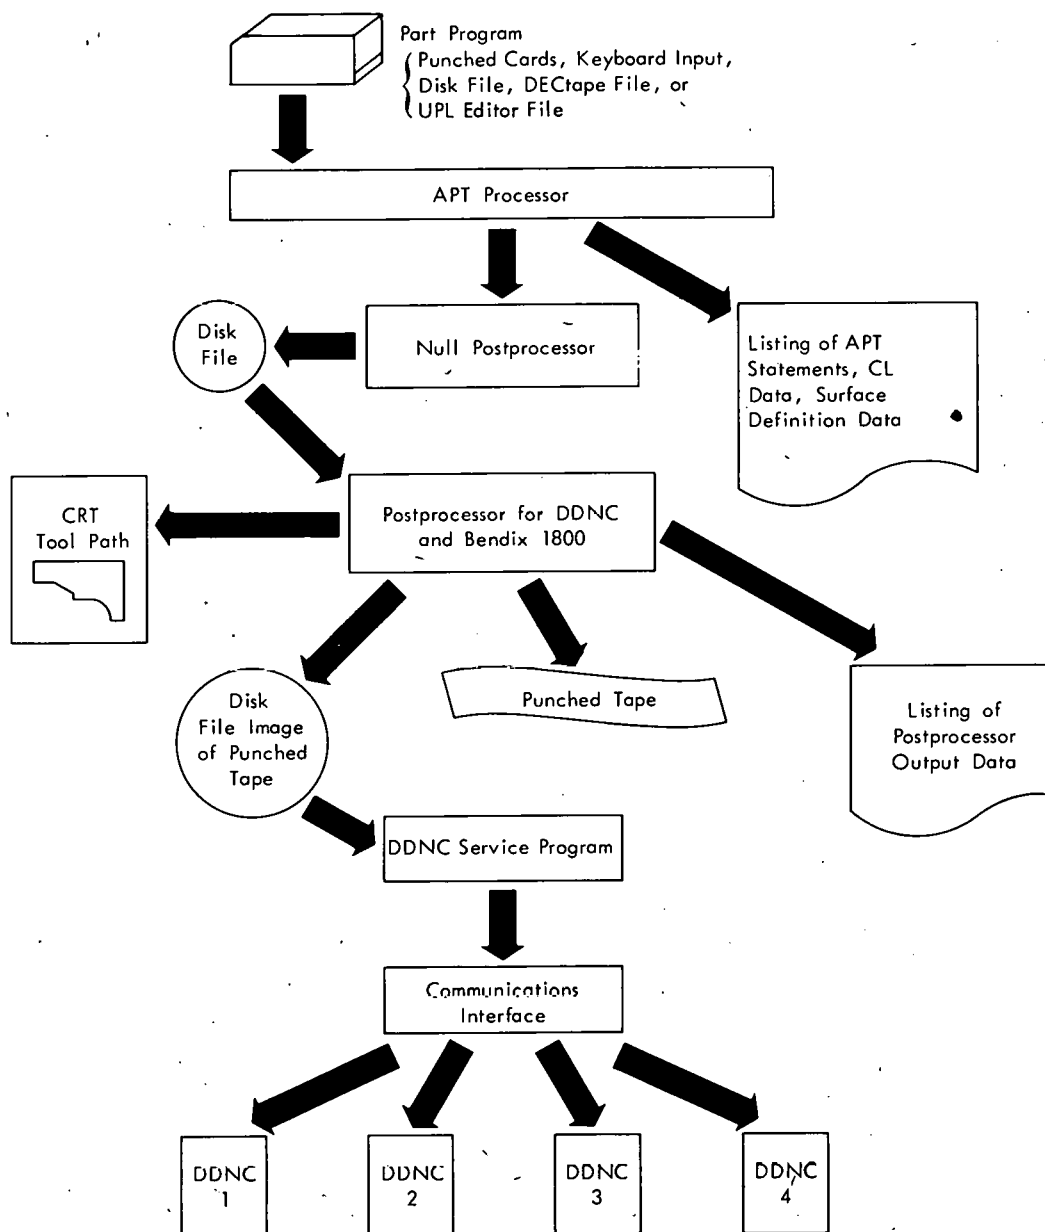 Part Program
Punched Cards, Keyboard Input,
Disk File, DECtape File, or
UPL Editor File
APT Processor
Disk
File
Null Postprocessor
Listing of APT
Statements, CL
Data, Surface
Definition Data
CRT
Tool Path
Postprocessor for DDNC
and Bendix 1800
Disk
File Image
of Punched
Tape
Punched Tape
Listing of
Postprocessor
Output Data
DDNC Service Program
Communications
Interface
DDNC
1
DDNC
2
DDNC
3
DDNC
4